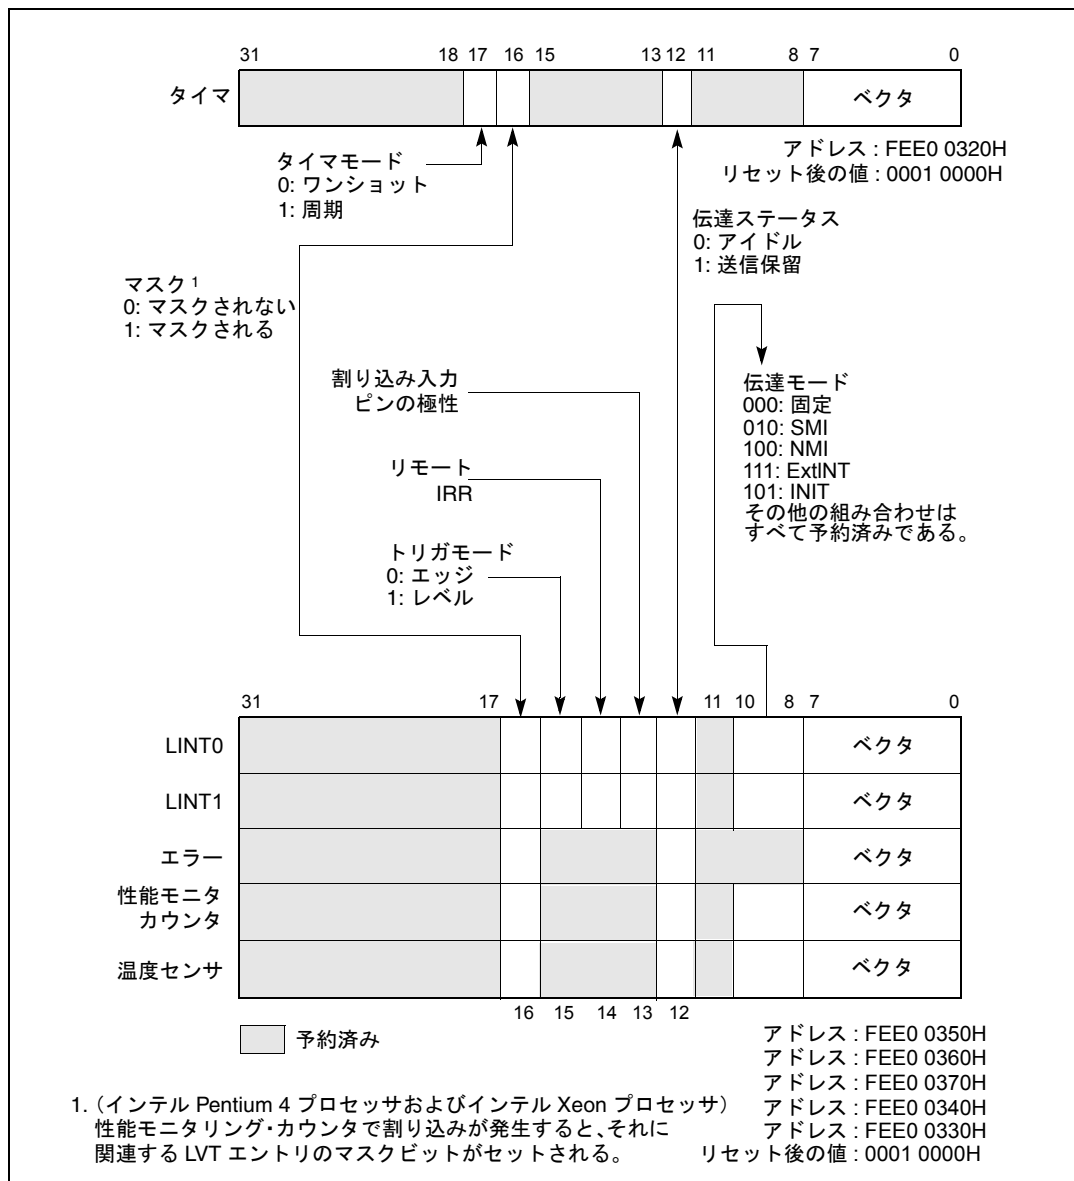 31 18 17 16 15 13 12 11 8 7 0
タイマ ベクタ
アドレス : FEE0 0320H
リセット後の値 : 0001 0000H
タイマモード
0: ワンショット
1: 周期
伝達ステータス
0: アイドル
1: 送信保留
マスク 1
0: マスクされない
1: マスクされる
割り込み入力
ピンの極性
伝達モード
000: 固定
010: SMI
100: NMI
111: ExtINT
101: INIT
その他の組み合わせは
すべて予約済みである。
リモート
IRR
トリガモード
0: エッジ
1: レベル
31 17 11 10 8 7 0
LINT0 ベクタ
LINT1 ベクタ
エラー ベクタ
性能モニタ
カウンタ ベクタ
温度センサ ベクタ
16 15 14 13 12
予約済み
アドレス : FEE0 0350H
アドレス : FEE0 0360H
アドレス : FEE0 0370H
アドレス : FEE0 0340H
アドレス : FEE0 0330H
リセット後の値 : 0001 0000H
1. （インテル Pentium 4 プロセッサおよびインテル Xeon プロセッサ）
性能モニタリング・カウンタで割り込みが発生すると、それに
関連する LVT エントリのマスクビットがセットされる。